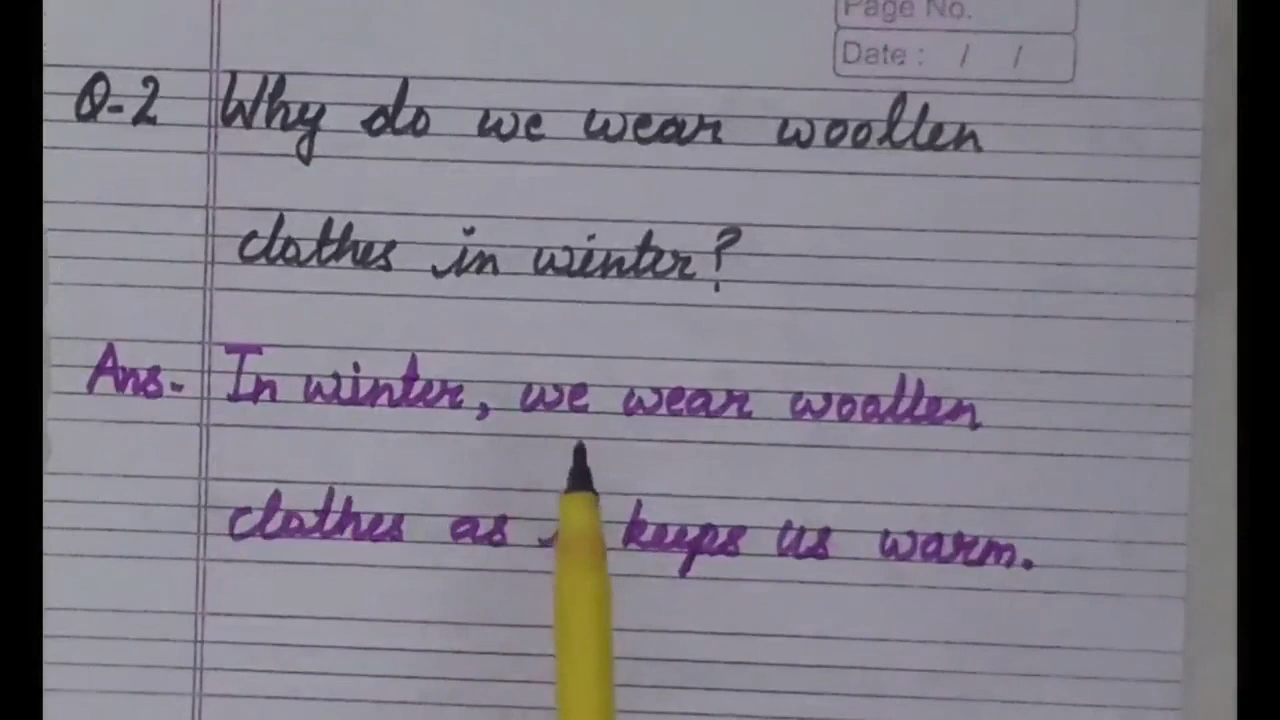 Page No.
Date : / /
Q-2 Why do we wear woollen
clothes in winter?
Ans. In winter, we wear woollen
clothes as keeps us warm.